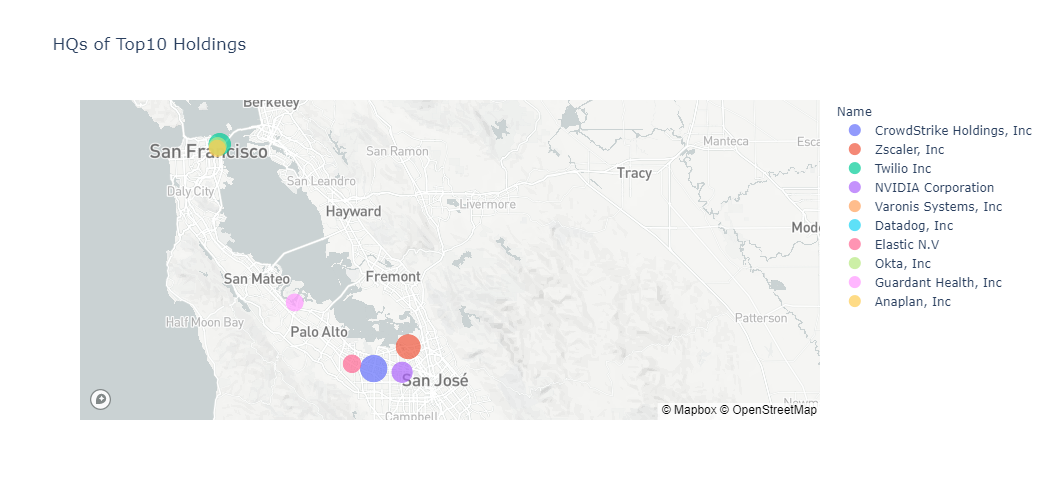 HQs of Top10 Holdings
Berkeley
San Francisco
San Ramon
Manteca
Esca
Tracy
Daly City
San Leandro
Hayward
Livermore
Mode
San Mateo
Fremont
Half Moon Bay
Palo Alto
Patterson
San José
Campbell
Newm
© Mapbox © OpenStreetMap
Name
CrowdStrike Holdings, Inc
Zscaler, Inc
Twilio Inc
NVIDIA Corporation
Varonis Systems, Inc
Datadog, Inc
Elastic N.V
Okta, Inc
Guardant Health, Inc
Anaplan, Inc